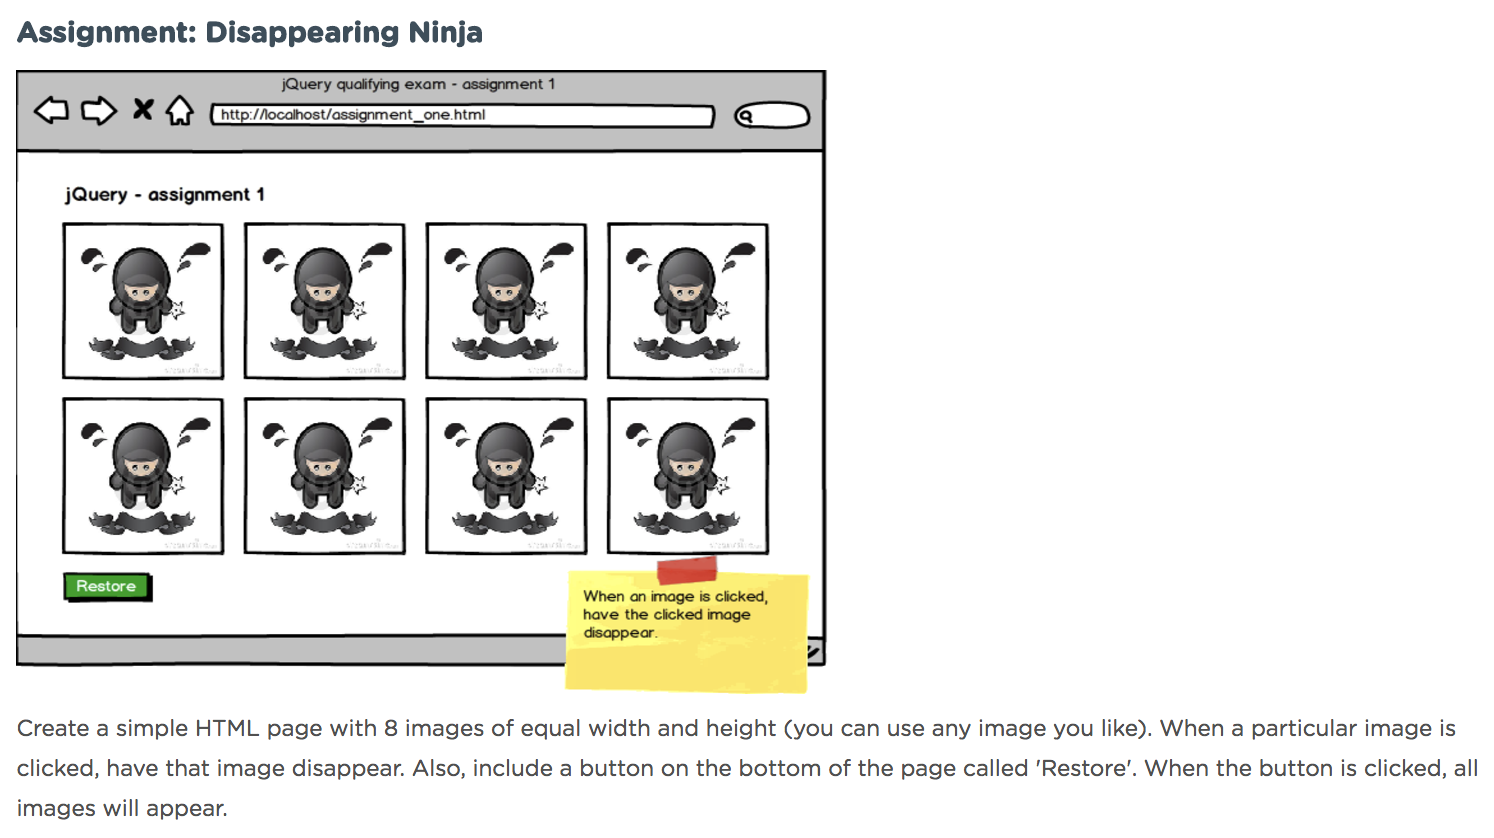 Assignment: Disappearing Ninja
jQuery qualifying exam - assignment 1
http://localhost/assignment_one.html
jQuery - assignment 1
Restore
When an image is clicked,
have the clicked image
disappear.
Create a simple HTML page with 8 images of equal width and height (you can use any image you like). When a particular image is
clicked, have that image disappear. Also, include a button on the bottom of the page called 'Restore'. When the button is clicked, all
images will appear.